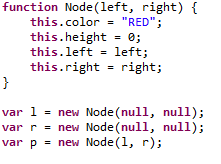 function Node(left, right) {
    this.color = "RED";
    this.height = 0;
    this.left = left;
    this.right = right;
}

var l = new Node(null, null);
var r = new Node(null, null);
var p = new Node(l, r);